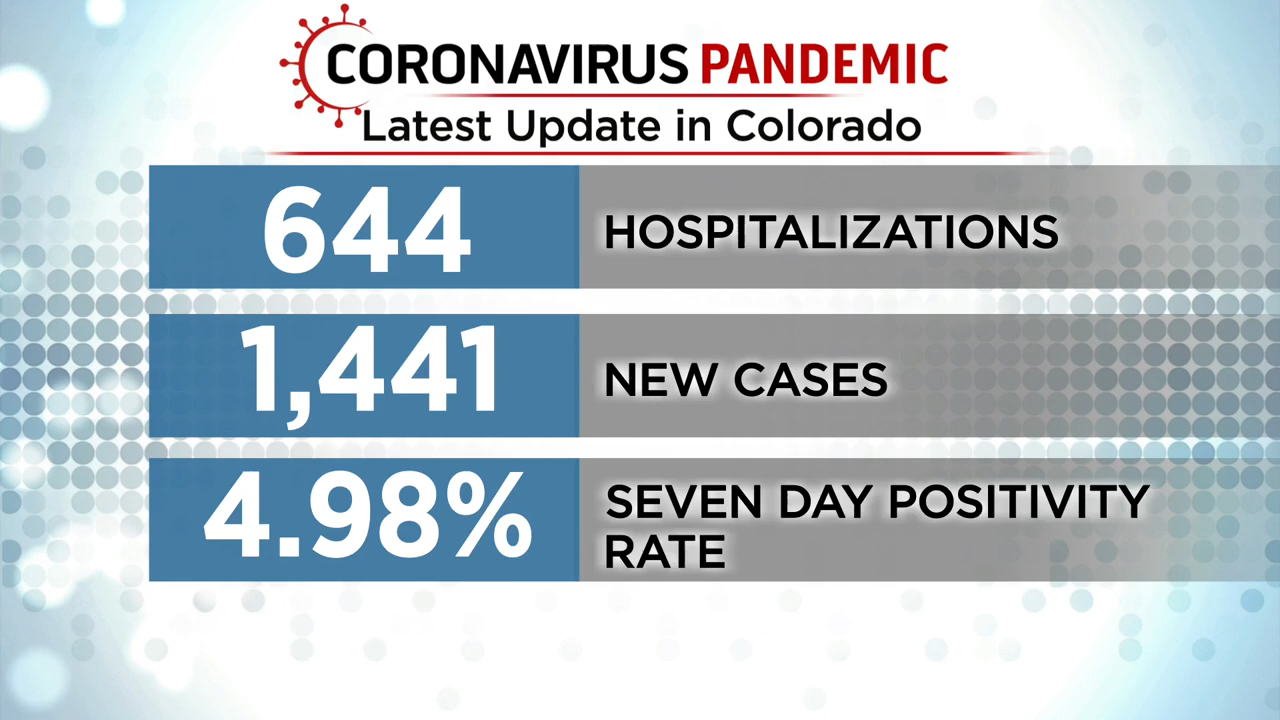 CORONAVIRUS PANDEMIC
Latest Update in Colorado
644 HOSPITALIZATIONS
1,441 NEW CASES
4.98% SEVEN DAY POSITIVITY
RATE